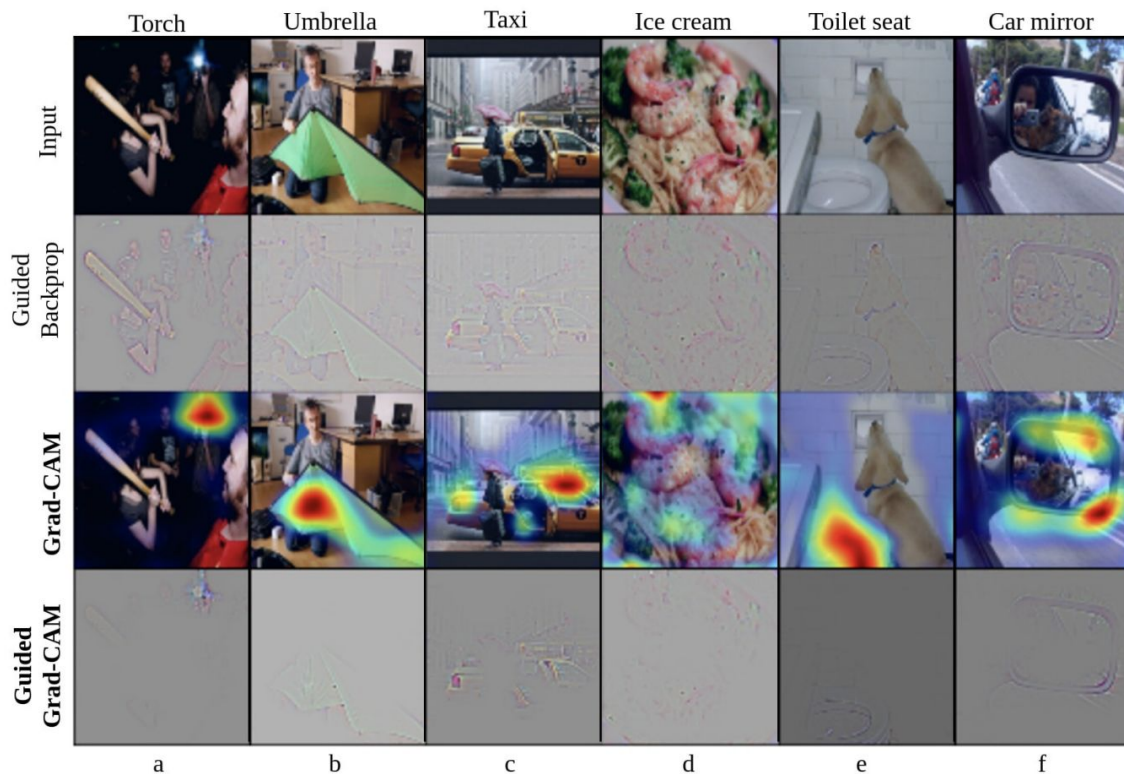 Torch Umbrella Taxi Ice cream Toilet seat Car mirror
Input
Guided
Backprop
Grad-CAM
Guided
Grad-CAM
a b c d e f